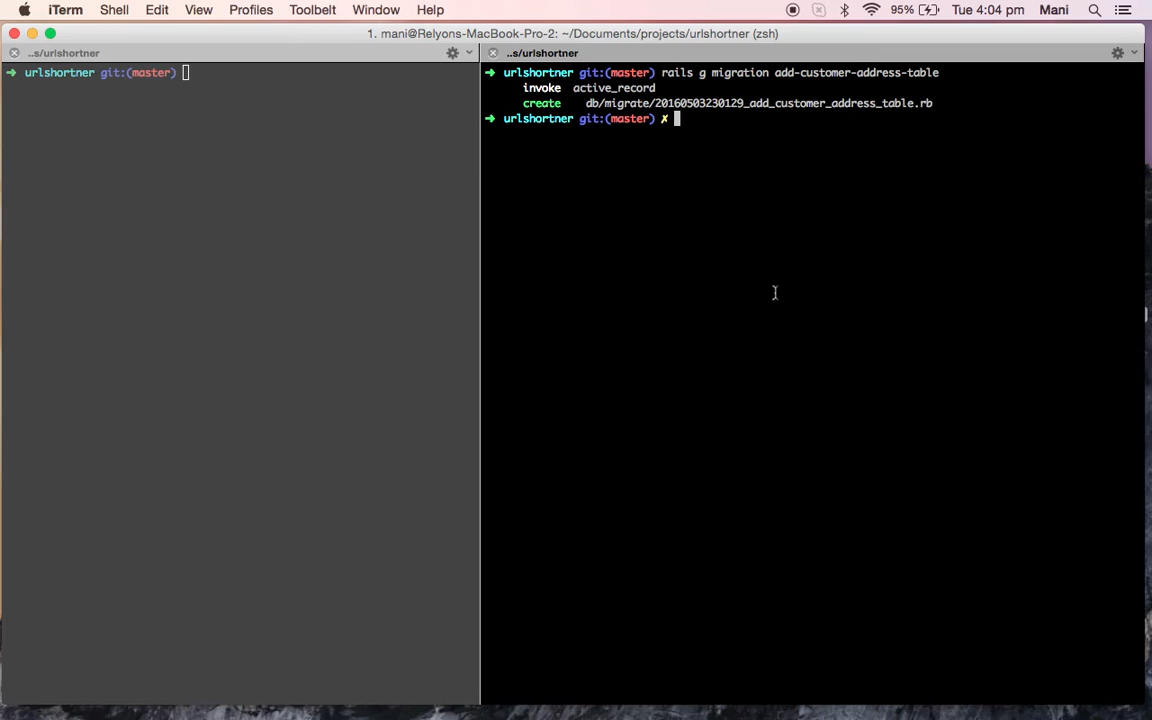 iTerm Shell Edit View Profiles Toolbelt Window Help 95% Tue 4:04 pm Mani
1. mani@Relyons-MacBook-Pro-2: ~/Documents/projects/urlshortner (zsh)
..s/urlshortner
..s/urlshortner
➜ urlshortner git:(master)
➜ urlshortner git:(master) rails g migration add-customer-address-table
invoke active_record
create db/migrate/20160503230129_add_customer_address_table.rb
➜ urlshortner git:(master) ✗